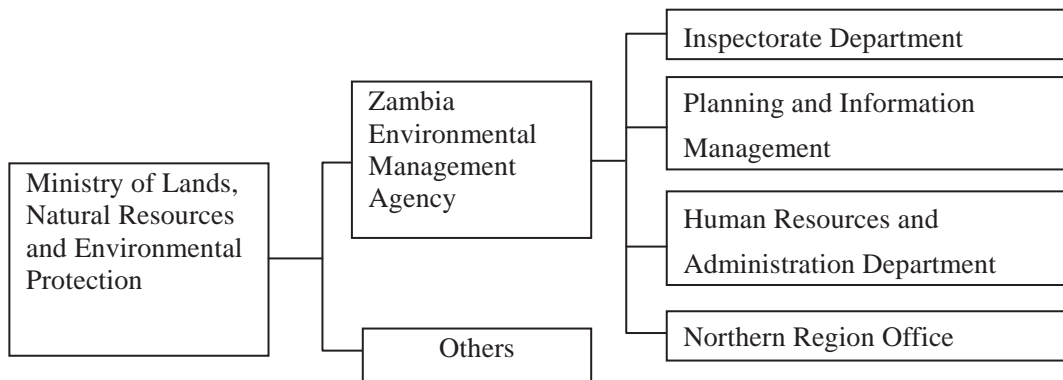 Ministry of Lands,
Natural Resources
and Environmental
Protection
Zambia
Environmental
Management
Agency
Others
Inspectorate Department
Planning and Information
Management
Human Resources and
Administration Department
Northern Region Office